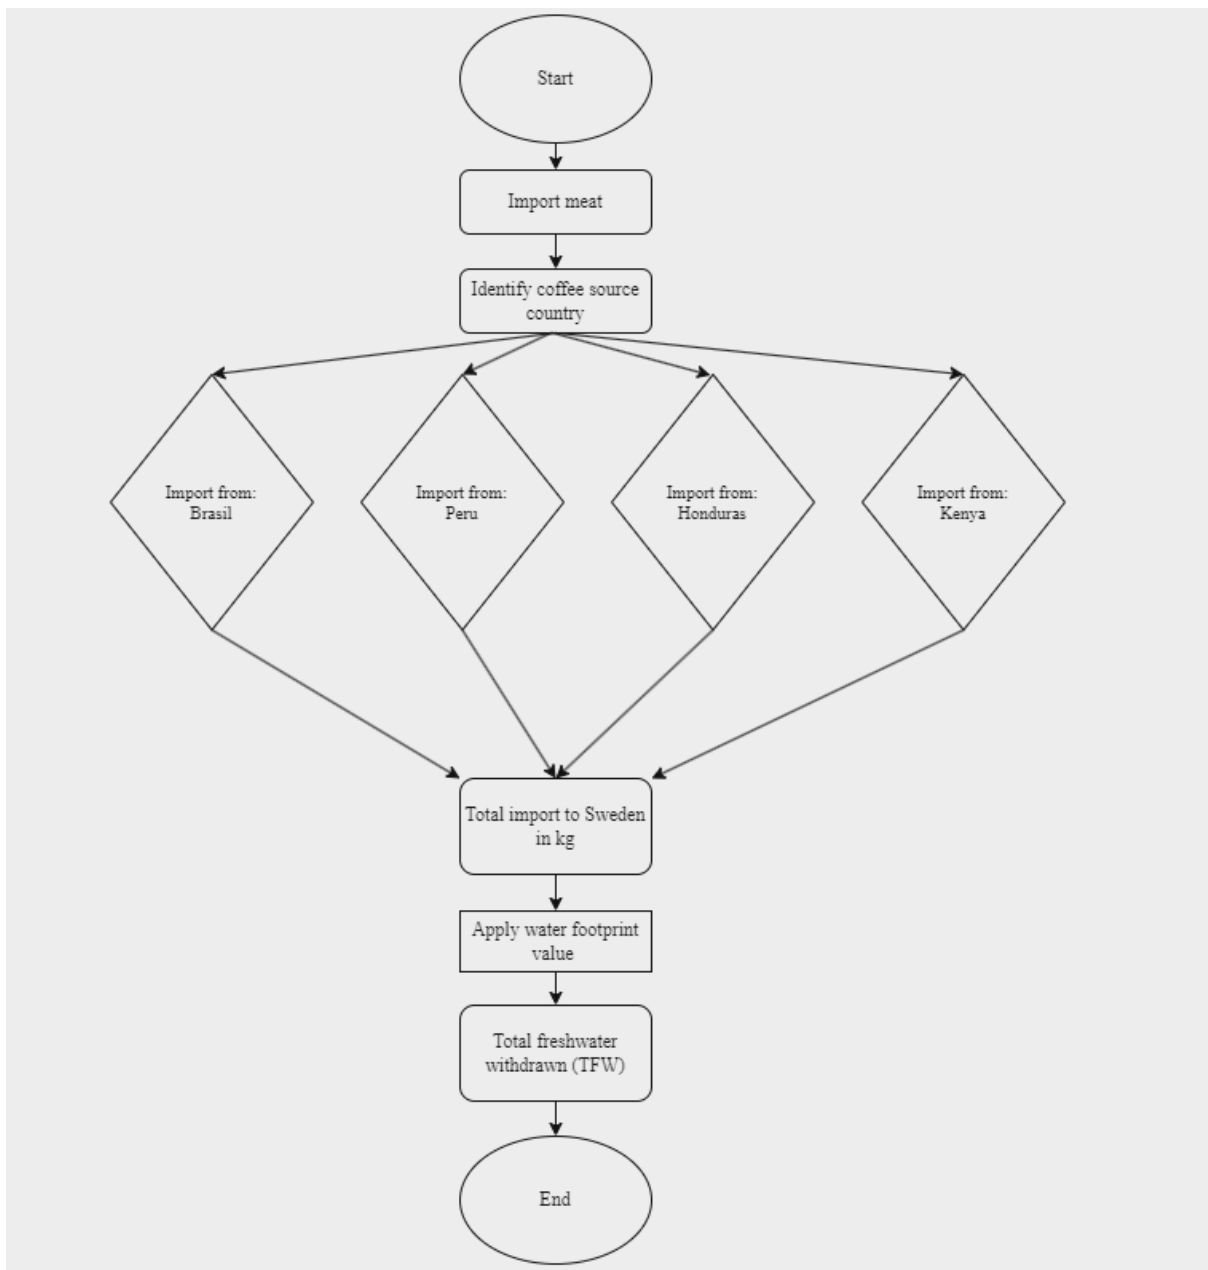 Start
Import meat
Identify coffee source
country
Import from:
Brasil
Import from:
Peru
Import from:
Honduras
Import from:
Kenya
Total import to Sweden
in kg
Apply water footprint
value
Total freshwater
withdrawn (TFW)
End